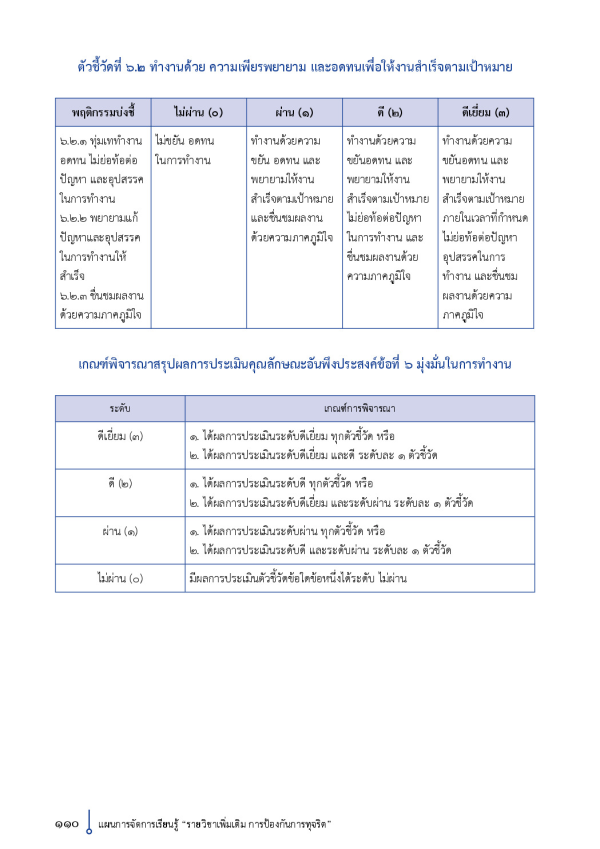 ตัวชี้วัดที่ ๖.๒ ทำงานด้วย ความเพียรพยายาม และอดทนเพื่อให้งานสำเร็จตามเป้าหมาย
พฤติกรรมบ่งชี้
ไม่ผ่าน (๐)
ผ่าน (๑)
ดี (๒)
ดีเยี่ยม (๓)
๖.๒.๑ ทุ่มเททำงาน
อดทน ไม่ย่อท้อต่อ
ปัญหา และอุปสรรค
ในการทำงาน
๖.๒.๒ พยายามแก้
ปัญหาและอุปสรรค
ในการทำงานให้
สำเร็จ
๖.๒.๓ ชื่นชมผลงาน
ด้วยความภาคภูมิใจ
ไม่ขยัน อดทน
ในการทำงาน
ทำงานด้วยความ
ขยัน อดทน และ
พยายามให้งาน
สำเร็จตามเป้าหมาย
และชื่นชมผลงาน
ด้วยความภาคภูมิใจ
ทำงานด้วยความ
ขยันอดทน และ
พยายามให้งาน
สำเร็จตามเป้าหมาย
ไม่ย่อท้อต่อปัญหา
ในการทำงาน และ
ชื่นชมผลงานด้วย
ความภาคภูมิใจ
ทำงานด้วยความ
ขยันอดทน และ
พยายามให้งาน
สำเร็จตามเป้าหมาย
ภายในเวลาที่กำหนด
ไม่ย่อท้อต่อปัญหา
อุปสรรคในการ
ทำงาน และชื่นชม
ผลงานด้วยความ
ภาคภูมิใจ
เกณฑ์พิจารณาสรุปผลการประเมินคุณลักษณะอันพึงประสงค์ข้อที่ ๖ มุ่งมั่นในการทำงาน
ระดับ
เกณฑ์การพิจารณา
ดีเยี่ยม (๓)
๑. ได้ผลการประเมินระดับดีเยี่ยม ทุกตัวชี้วัด หรือ
๒. ได้ผลการประเมินระดับดีเยี่ยม และดี ระดับละ ๑ ตัวชี้วัด
ดี (๒)
๑. ได้ผลการประเมินระดับดี ทุกตัวชี้วัด หรือ
๒. ได้ผลการประเมินระดับดีเยี่ยม และระดับผ่าน ระดับละ ๑ ตัวชี้วัด
ผ่าน (๑)
๑. ได้ผลการประเมินระดับผ่าน ทุกตัวชี้วัด หรือ
๒. ได้ผลการประเมินระดับดี และระดับผ่าน ระดับละ ๑ ตัวชี้วัด
ไม่ผ่าน (๐)
มีผลการประเมินตัวชี้วัดข้อใดข้อหนึ่งได้ระดับ ไม่ผ่าน
๑๑๐
แผนการจัดการเรียนรู้ “รายวิชาเพิ่มเติม การป้องกันการทุจริต”